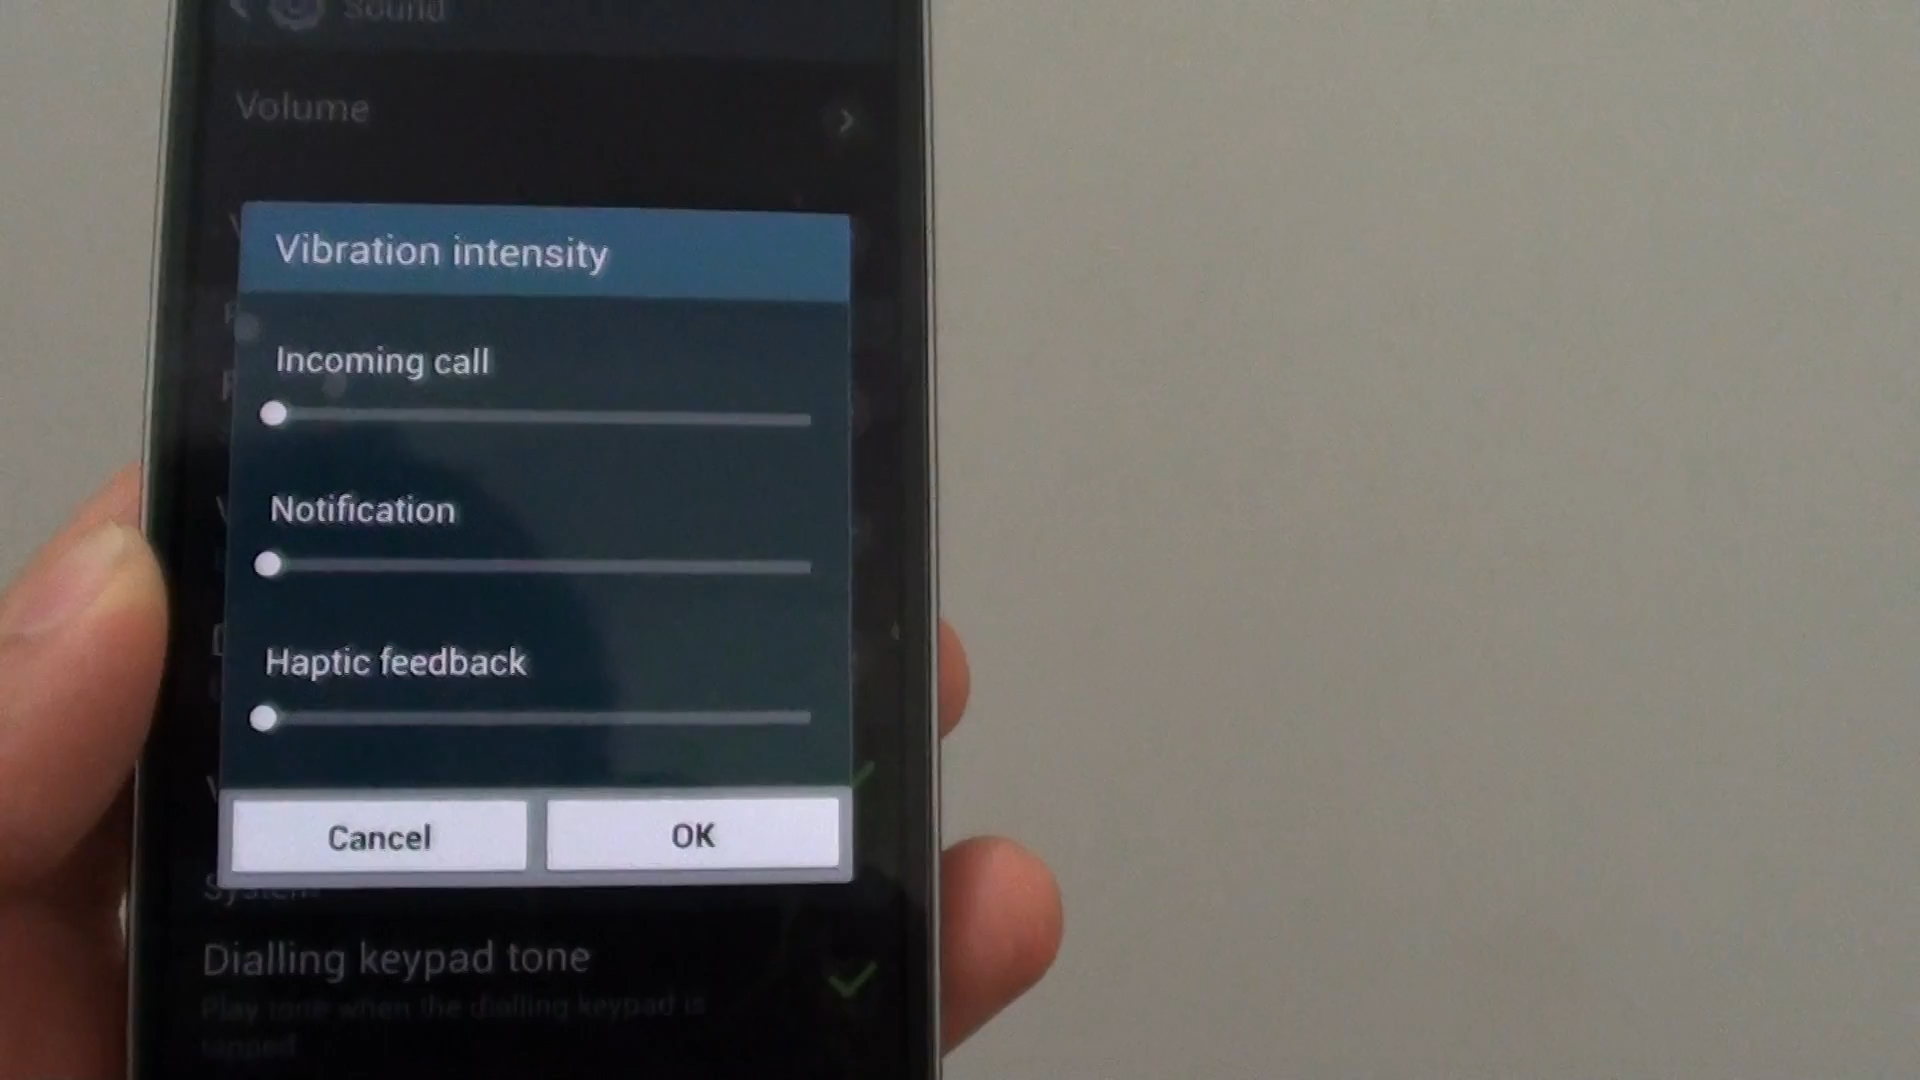 Sound
Volume
Vibration intensity
Incoming call
Notification
Haptic feedback
Cancel
OK
System
Dialling keypad tone
Play tone when the dialling keypad is
tapped